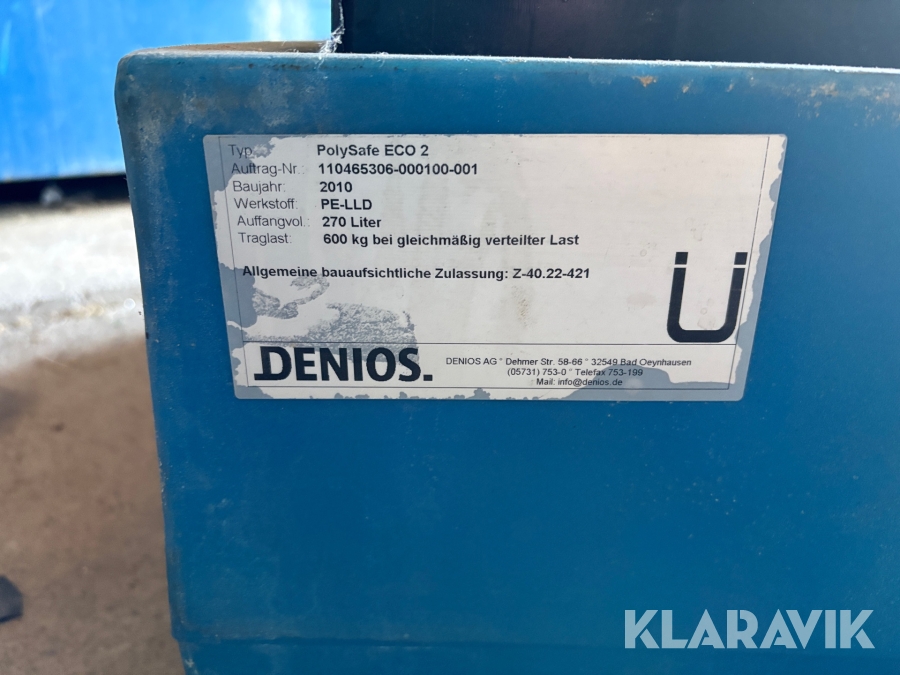 Typ.: PolySafe ECO 2
Auftrag-Nr.: 110465306-000100-001
Baujahr: 2010
Werkstoff: PE-LLD
Auffangvol.: 270 Liter
Traglast: 600 kg bei gleichmäßig verteilter Last
Allgemeine bauaufsichtliche Zulassung: Z-40.22-421
Ü
DENIOS.
DENIOS AG * Dehmer Str. 58-66 * 32549 Bad Oeynhausen
(05731) 753-0 * Telefax 753-199
Mail: info@denios.de
KLARAVIK